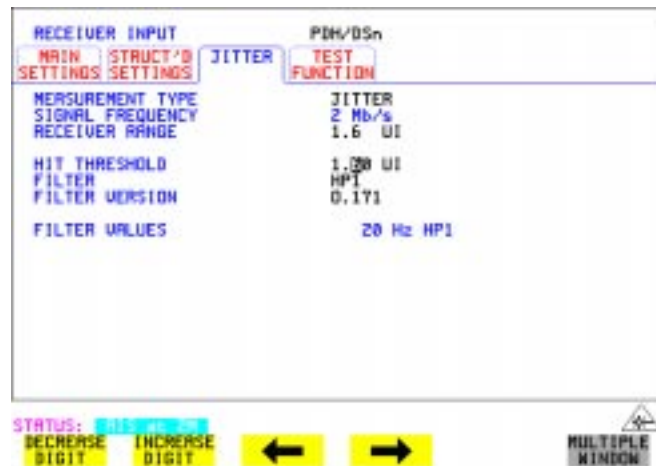 RECEIVER INPUT PDH/DSn
MAIN SETTINGS STRUCT'D SETTINGS JITTER TEST FUNCTION
MEASUREMENT TYPE JITTER
SIGNAL FREQUENCY 2 Mb/s
RECEIVER RANGE 1.6 UI
HIT THRESHOLD 1.00 UI
FILTER HP1
FILTER VERSION O.171
FILTER VALUES 20 Hz HP1
STATUS:
DECREASE DIGIT INCREASE DIGIT MULTIPLE WINDOW